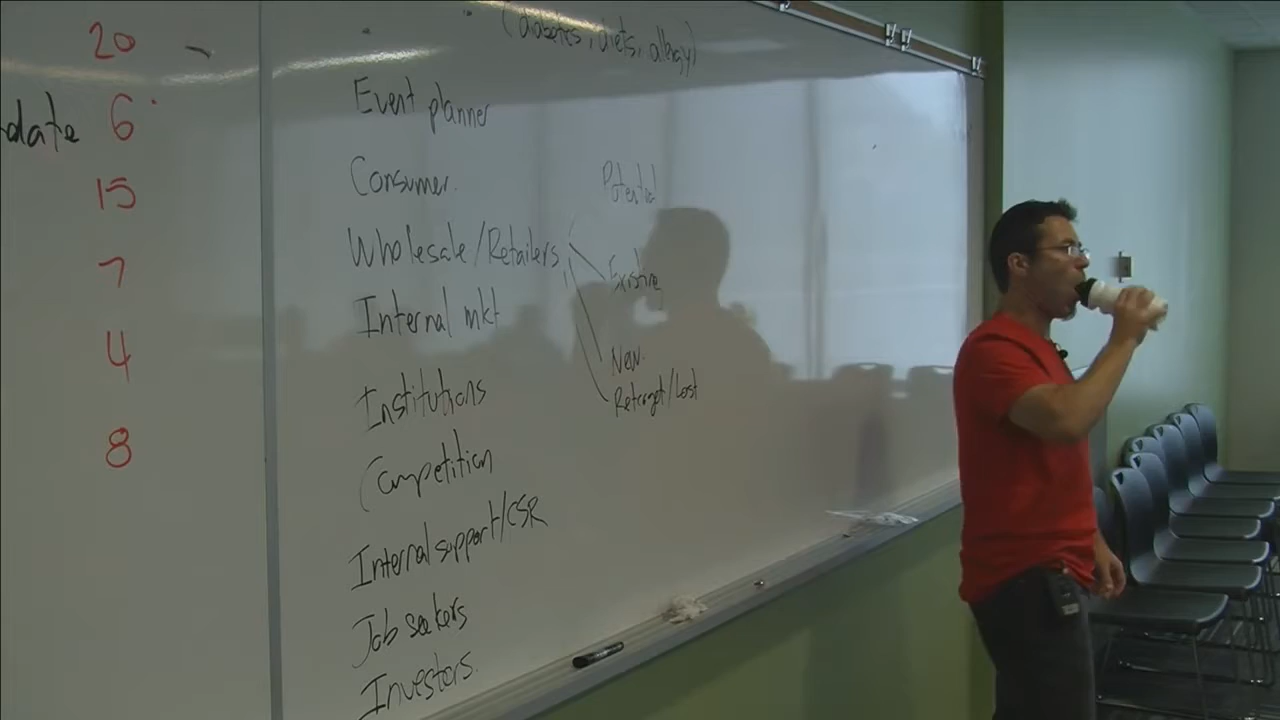 20
date 6
15
7
4
8
(diabetes, diets, allergy)
Event planner
Consumer
Potential
Wholesale/Retailers
Existing
Internal mkt
New
Institutions
Retarget/Lost
Competition
Internal support/CSR
Job seekers
Investors